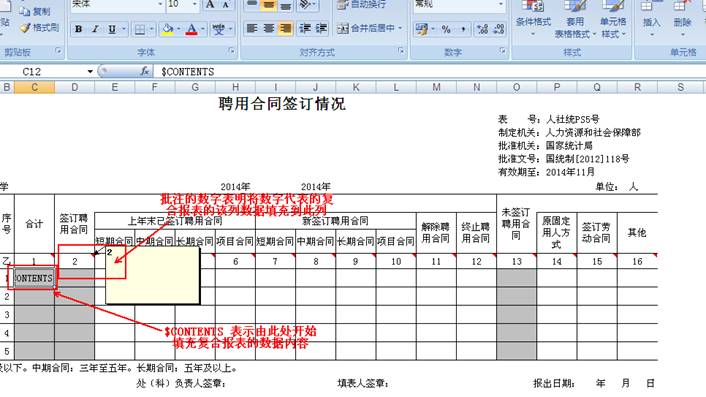 复制
格式刷
剪贴板
宋体
10
B I U
字体
自动换行
合并后居中
对齐方式
常规
数字
条件格式
套用
表格格式
单元格
样式
样式
插入
删除
单元格
C12
fx
$CONTENTS
B C D E F G H I J K L M N O P Q R S
聘用合同签订情况
表 号：人社统PS5号
制定机关：人力资源和社会保障部
批准机关：国家统计局
批准文号：国统制[2012]118号
有效期至：2014年11月
学 2014年 2014年 单位： 人
批注的数字表明将数字代表的复
合报表的该列数据填充到此列
序号
合计
签订聘用合同
上年末已签订聘用合同
新签订聘用合同
解除聘用合同
终止聘用合同
未签订聘用合同
原固定用人方式
签订劳动合同
其他
短期合同 中期合同 长期合同 项目合同 短期合同 中期合同 长期合同 项目合同
乙 1 2 6 7 8 9 10 11 12 13 14 15 16
2
1 ONTENTS
2
3
4
5
$CONTENTS 表示由此处开始
填充复合报表的数据内容
及以下。中期合同：三年至五年。长期合同：五年及以上。
处（科）负责人签章： 填表人签章： 报出日期： 年 月 日